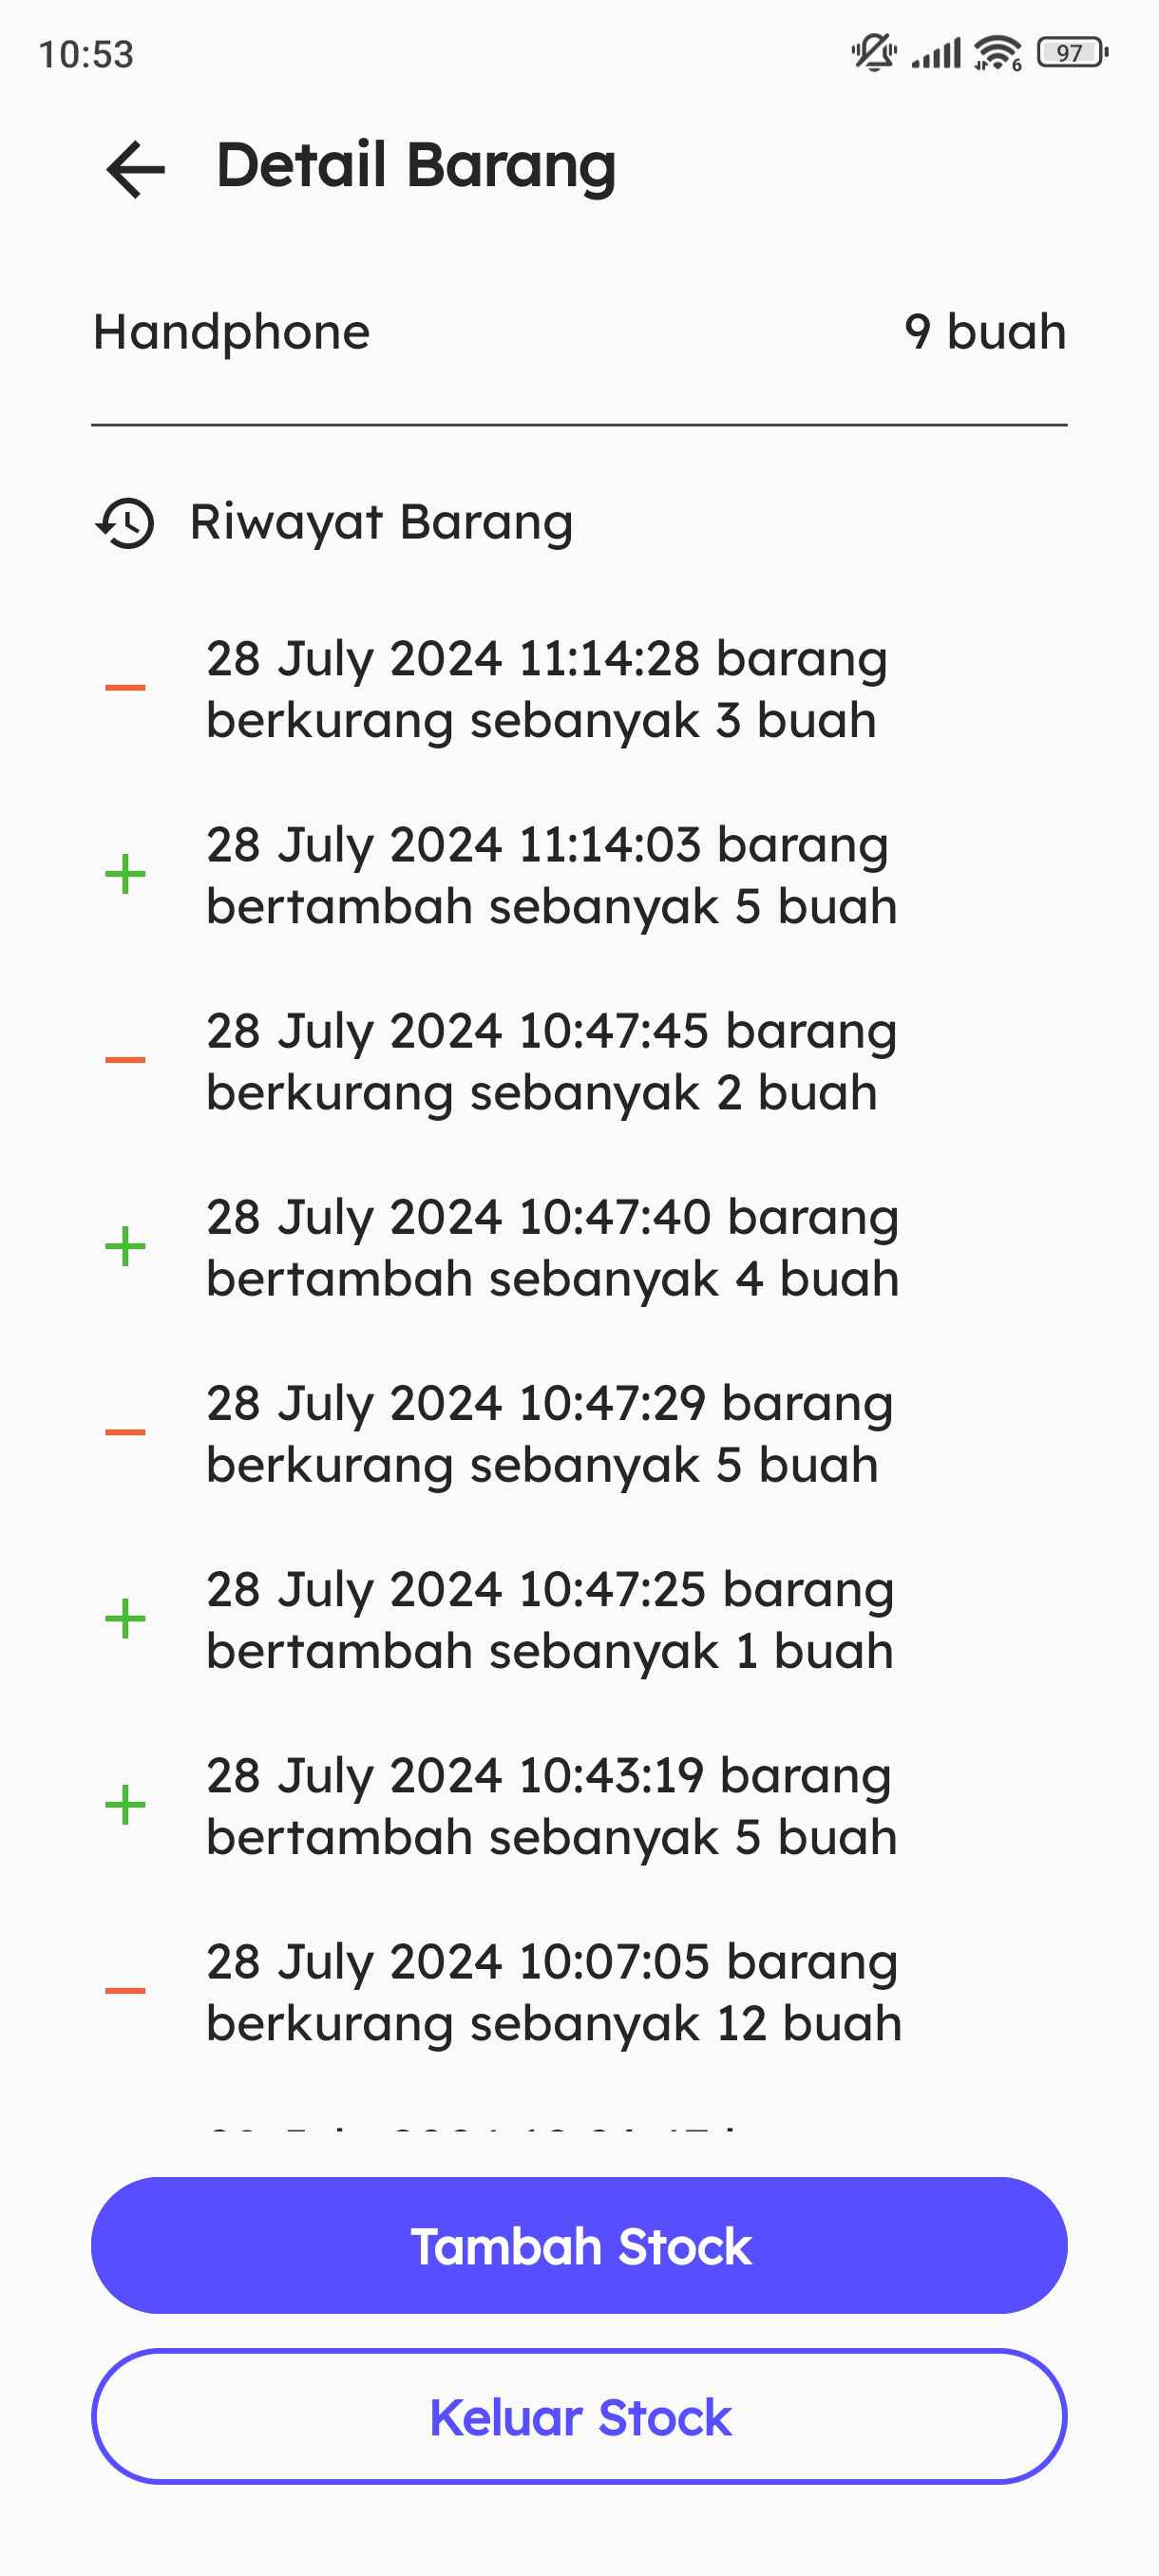 10:53
6
97
Detail Barang
Handphone
9 buah
Riwayat Barang
28 July 2024 11:14:28 barang
berkurang sebanyak 3 buah
28 July 2024 11:14:03 barang
bertambah sebanyak 5 buah
28 July 2024 10:47:45 barang
berkurang sebanyak 2 buah
28 July 2024 10:47:40 barang
bertambah sebanyak 4 buah
28 July 2024 10:47:29 barang
berkurang sebanyak 5 buah
28 July 2024 10:47:25 barang
bertambah sebanyak 1 buah
28 July 2024 10:43:19 barang
bertambah sebanyak 5 buah
28 July 2024 10:07:05 barang
berkurang sebanyak 12 buah
Tambah Stock
Keluar Stock